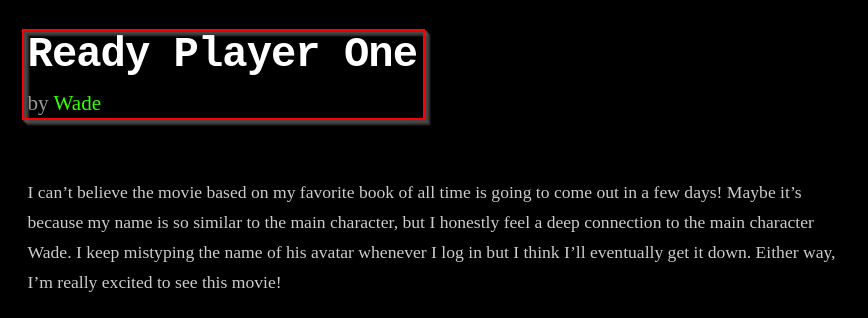 Ready Player One
by Wade
I can’t believe the movie based on my favorite book of all time is going to come out in a few days! Maybe it’s
because my name is so similar to the main character, but I honestly feel a deep connection to the main character
Wade. I keep mistyping the name of his avatar whenever I log in but I think I’ll eventually get it down. Either way,
I’m really excited to see this movie!